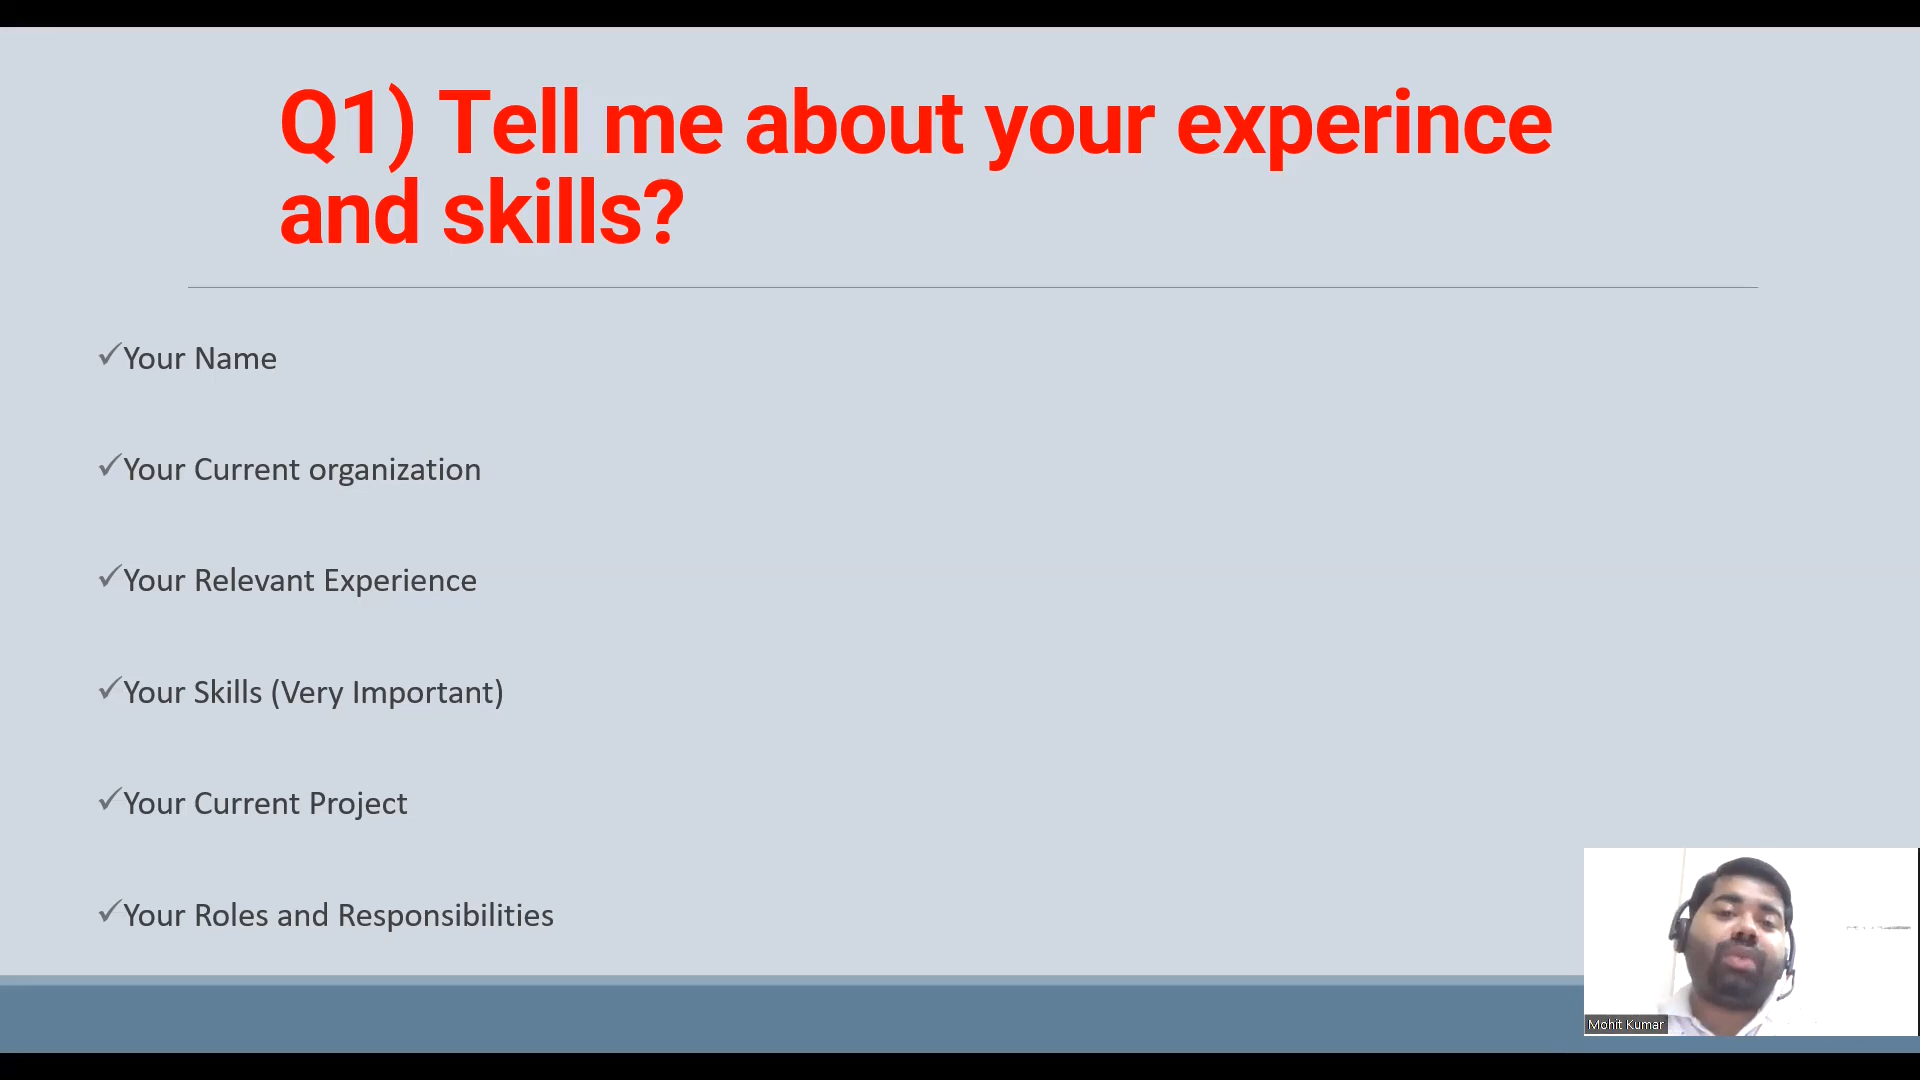 Q1) Tell me about your experince
and skills?
✓Your Name
✓Your Current organization
✓Your Relevant Experience
✓Your Skills (Very Important)
✓Your Current Project
✓Your Roles and Responsibilities
Mohit Kumar